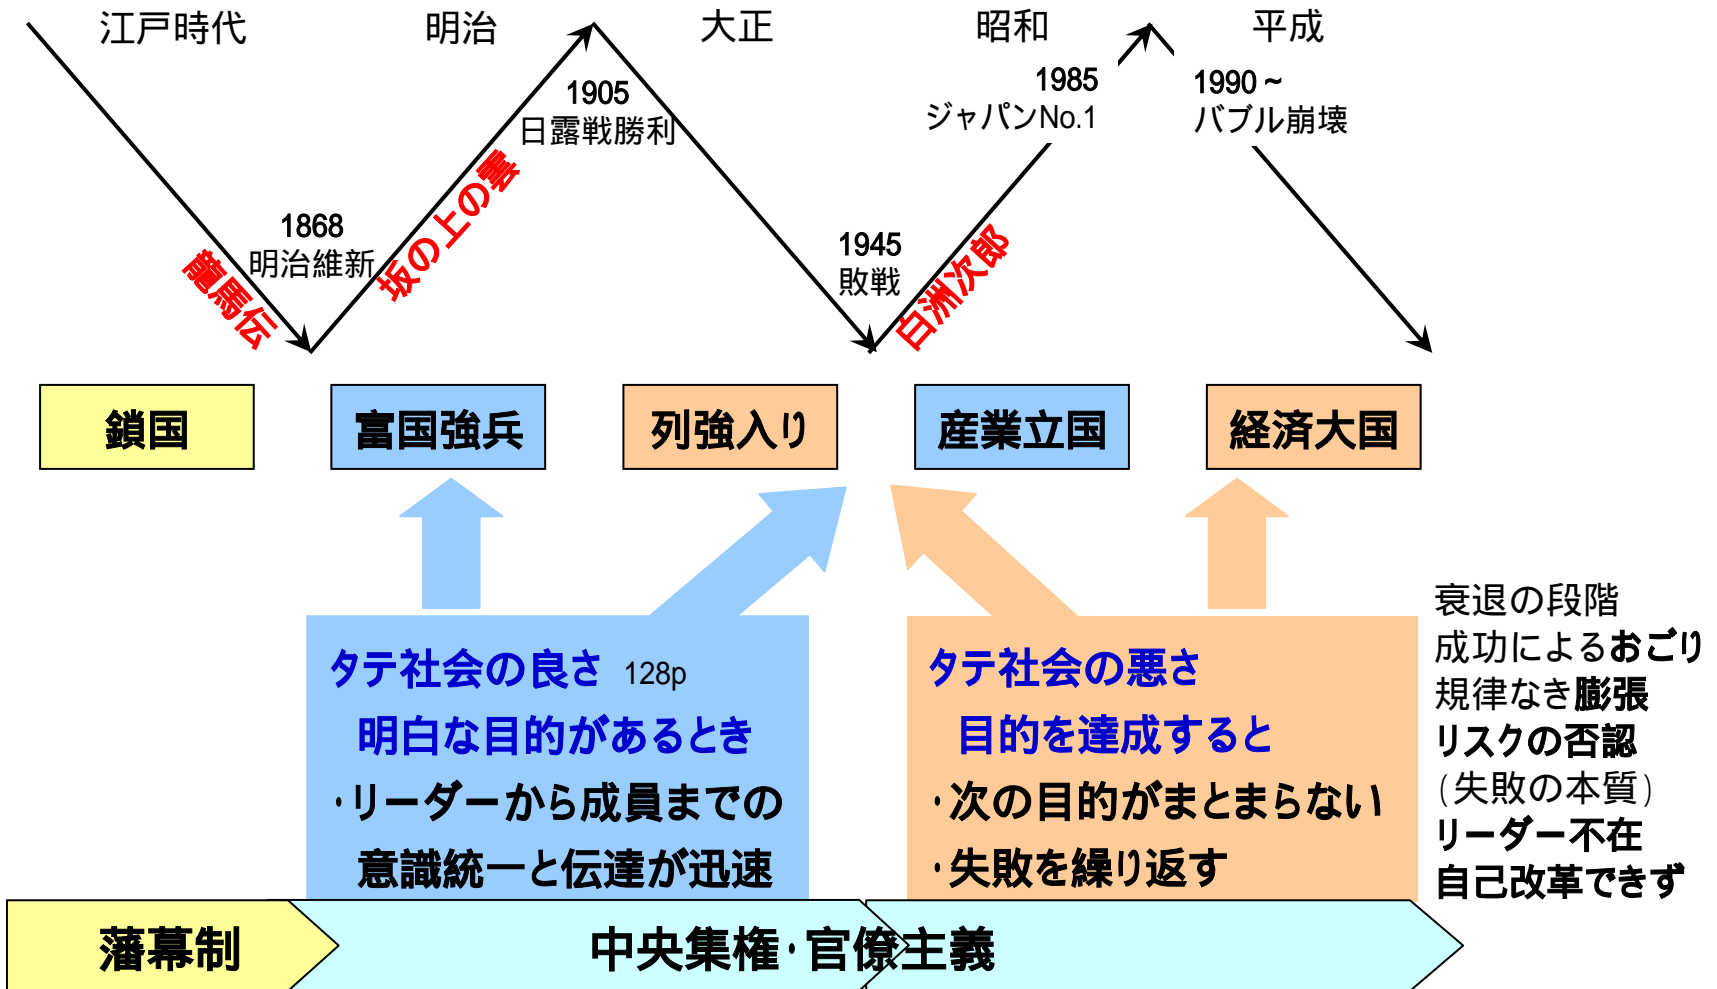 江戸時代
明治
大正
昭和
平成
1905
日露戦勝利
1985
ジャパンNo.1
1990～
バブル崩壊
1868
明治維新
1945
敗戦
龍馬伝
坂の上の雲
白洲次郎
鎖国
富国強兵
列強入り
産業立国
経済大国
タテ社会の良さ 128p
明白な目的があるとき
・リーダーから成員までの
意識統一と伝達が迅速
タテ社会の悪さ
目的を達成すると
・次の目的がまとまらない
・失敗を繰り返す
衰退の段階
成功によるおごり
規律なき膨張
リスクの否認
(失敗の本質)
リーダー不在
自己改革できず
藩幕制
中央集権・官僚主義